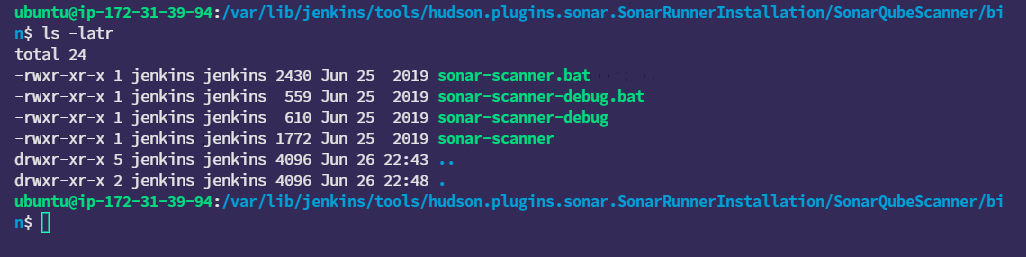 ubuntu@ip-172-31-39-94:/var/lib/jenkins/tools/hudson.plugins.sonar.SonarRunnerInstallation/SonarQubeScanner/bi
n$ ls -latr
total 24
-rwxr-xr-x 1 jenkins jenkins 2430 Jun 25  2019 sonar-scanner.bat
-rwxr-xr-x 1 jenkins jenkins  559 Jun 25  2019 sonar-scanner-debug.bat
-rwxr-xr-x 1 jenkins jenkins  610 Jun 25  2019 sonar-scanner-debug
-rwxr-xr-x 1 jenkins jenkins 1772 Jun 25  2019 sonar-scanner
drwxr-xr-x 5 jenkins jenkins 4096 Jun 26 22:43 ..
drwxr-xr-x 2 jenkins jenkins 4096 Jun 26 22:48 .
ubuntu@ip-172-31-39-94:/var/lib/jenkins/tools/hudson.plugins.sonar.SonarRunnerInstallation/SonarQubeScanner/bi
n$